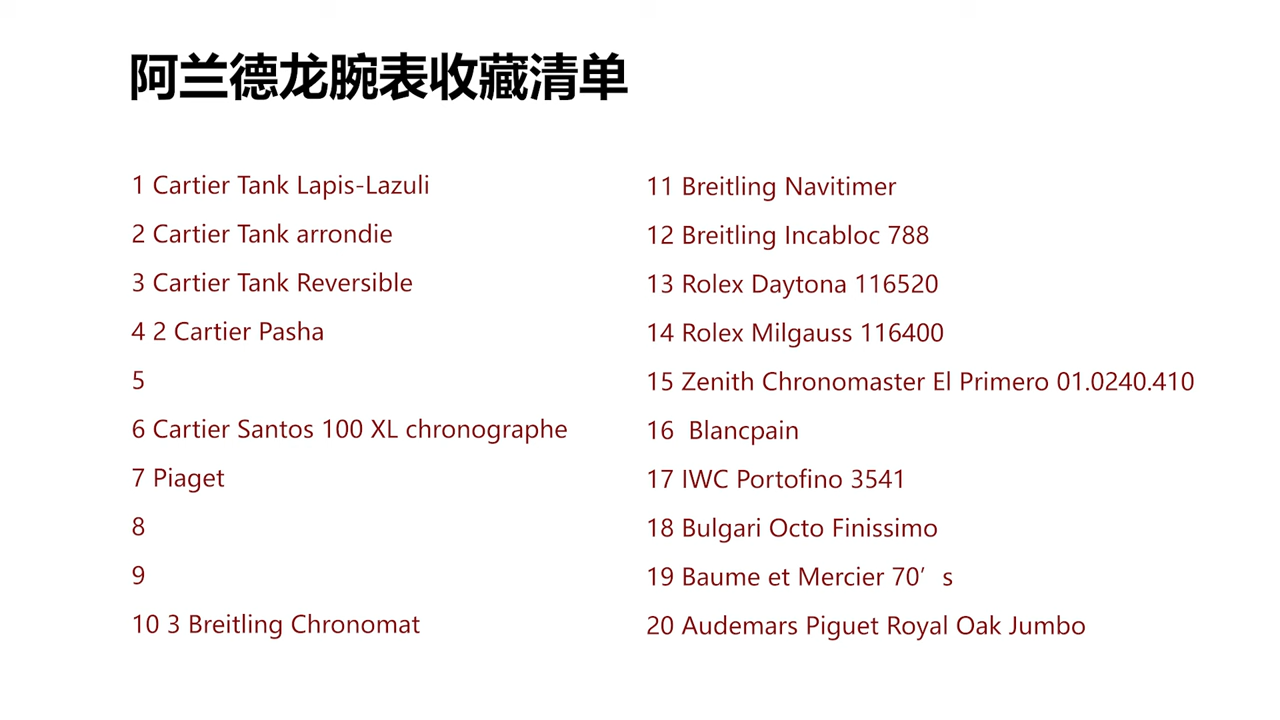 阿兰德龙腕表收藏清单
1 Cartier Tank Lapis-Lazuli
2 Cartier Tank arrondie
3 Cartier Tank Reversible
4 2 Cartier Pasha
5
6 Cartier Santos 100 XL chronographe
7 Piaget
8
9
10 3 Breitling Chronomat
11 Breitling Navitimer
12 Breitling Incabloc 788
13 Rolex Daytona 116520
14 Rolex Milgauss 116400
15 Zenith Chronomaster El Primero 01.0240.410
16  Blancpain
17 IWC Portofino 3541
18 Bulgari Octo Finissimo
19 Baume et Mercier 70’s
20 Audemars Piguet Royal Oak Jumbo